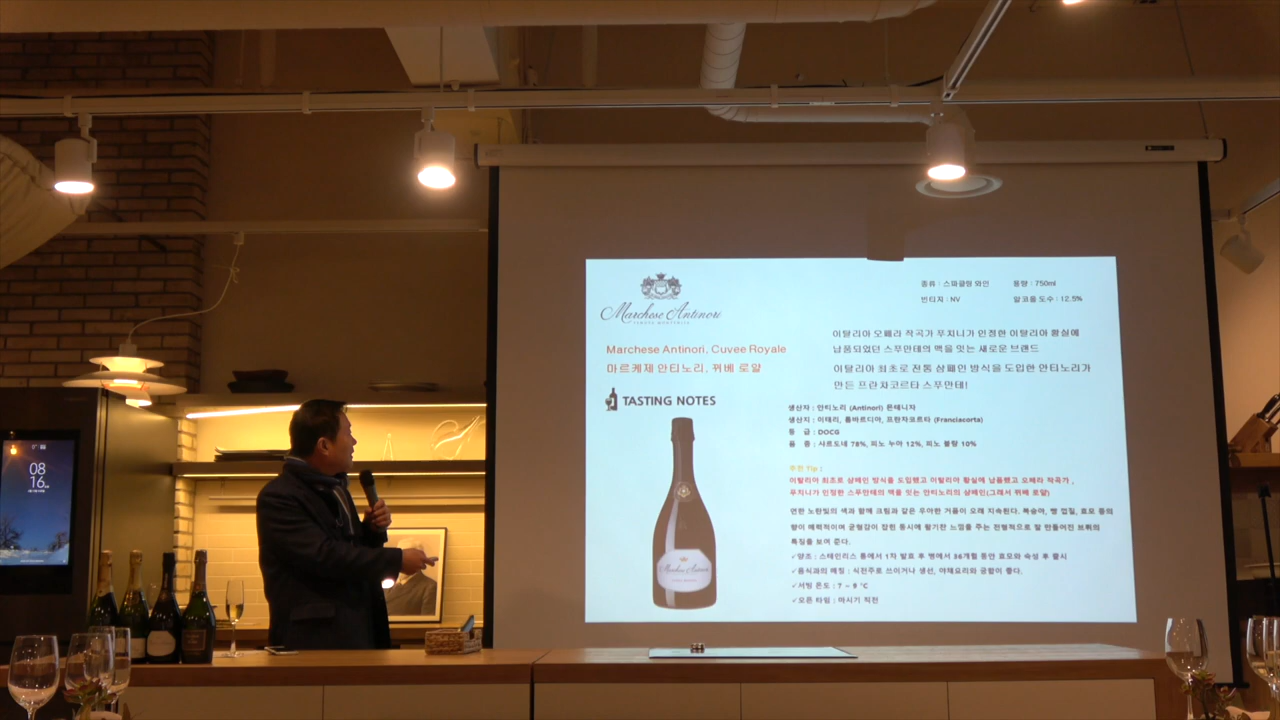 Marchese Antinori
TENUTA MONTENISA
종류 : 스파클링 와인 용량 : 750ml
빈티지 : NV 알코올 도수 : 12.5%
Marchese Antinori, Cuvee Royale
마르케제 안티노리, 뀌베 로얄
이탈리아 오페라 작곡가 푸치니가 인정한 이탈리아 황실에
납품되었던 스푸만테의 맥을 잇는 새로운 브랜드
이탈리아 최초로 전통 샴페인 방식을 도입한 안티노리가
만든 프란챠코르타 스푸만테!
TASTING NOTES
생산자 : 안티노리 (Antinori) 몬테니자
생산지 : 이태리, 롬바르디아, 프란차코르타 (Franciacorta)
등 급 : DOCG
품 종 : 샤르도네 78%, 피노 누아 12%, 피노 블랑 10%
추천 Tip :
이탈리아 최초로 샴페인 방식을 도입했고 이탈리아 황실에 납품했고 오페라 작곡가 ,
푸치니가 인정한 스푸만테의 맥을 잇는 안티노리의 샴페인(그래서 뀌베 로얄)
연한 노란빛의 색과 함께 크림과 같은 우아한 거품이 오래 지속된다. 복숭아, 빵 껍질, 효모 등의
향이 매력적이며 균형감이 잡힌 동시에 활기찬 느낌을 주는 전형적으로 잘 만들어진 브뤼의
특징을 보여 준다.
✓양조 : 스테인리스 통에서 1차 발효 후 병에서 36개월 동안 효모와 숙성 후 출시
✓음식과의 매칭 : 식전주로 쓰이거나 생선, 야채요리와 궁합이 좋다.
✓서빙 온도 : 7 ~ 9 °C
✓오픈 타임 : 마시기 직전
Marchese Antinori
08
16